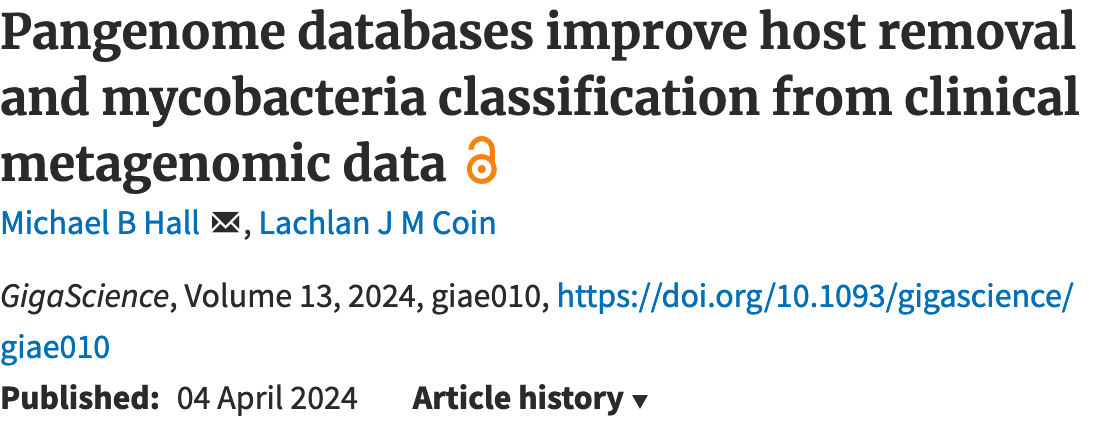 Pangenome databases improve host removal
and mycobacteria classification from clinical
metagenomic data
Michael B Hall , Lachlan J M Coin
GigaScience, Volume 13, 2024, giae010, https://doi.org/10.1093/gigascience/
giae010
Published: 04 April 2024 Article history ▼